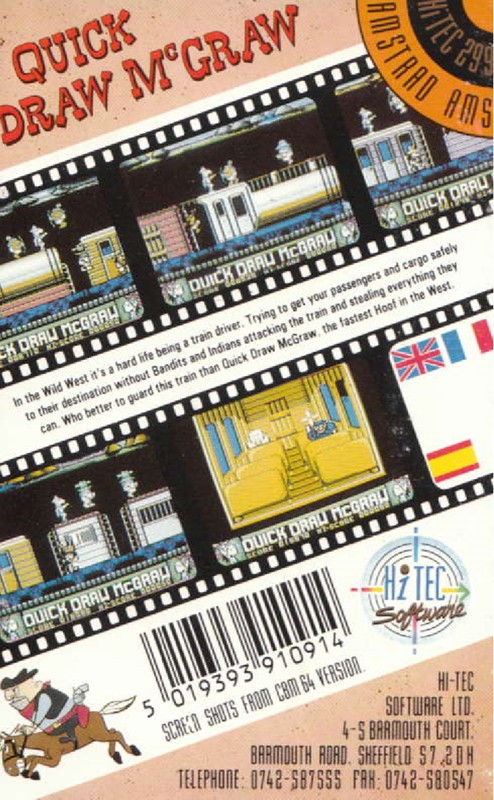 QUICK
DRAW McGRAW
HI-TEC 299
AMSTRAD AMS
QUICK DRAW McGRAW
QUICK DRAW
CK DRAW McGRAW
In the Wild West it's a hard life being a train driver. Trying to get your passengers and cargo safely
to their destination without Bandits and Indians attacking the train and stealing everything they
can. Who better to guard this train than Quick Draw McGraw, the fastest Hoof in the West.
QUICK DRAW McGRAW
QUICK DRAW McGRAW
Hi TEC
Software
5 019393 910914
SCRE'N SHOTS FROM CBM 64 VERSION.
HI-TEC
SOFTWARE LTD.
4-5 BARMOUTH COURT.
BARMOUTH ROAD. SHEFFIELD S7.2DH
TELEPHONE: 0742-587555 FAX: 0742-580547